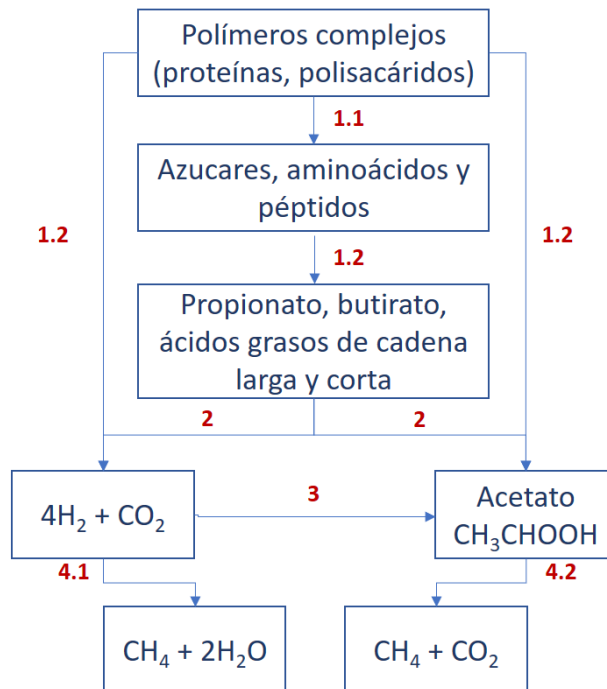 Polímeros complejos
(proteínas, polisacáridos)
1.1
Azucares, aminoácidos y
péptidos
1.2
1.2
1.2
Propionato, butirato,
ácidos grasos de cadena
larga y corta
2
2
4H₂ + CO₂
3
Acetato
CH₃CHOOH
4.1
4.2
CH₄ + 2H₂O
CH₄ + CO₂